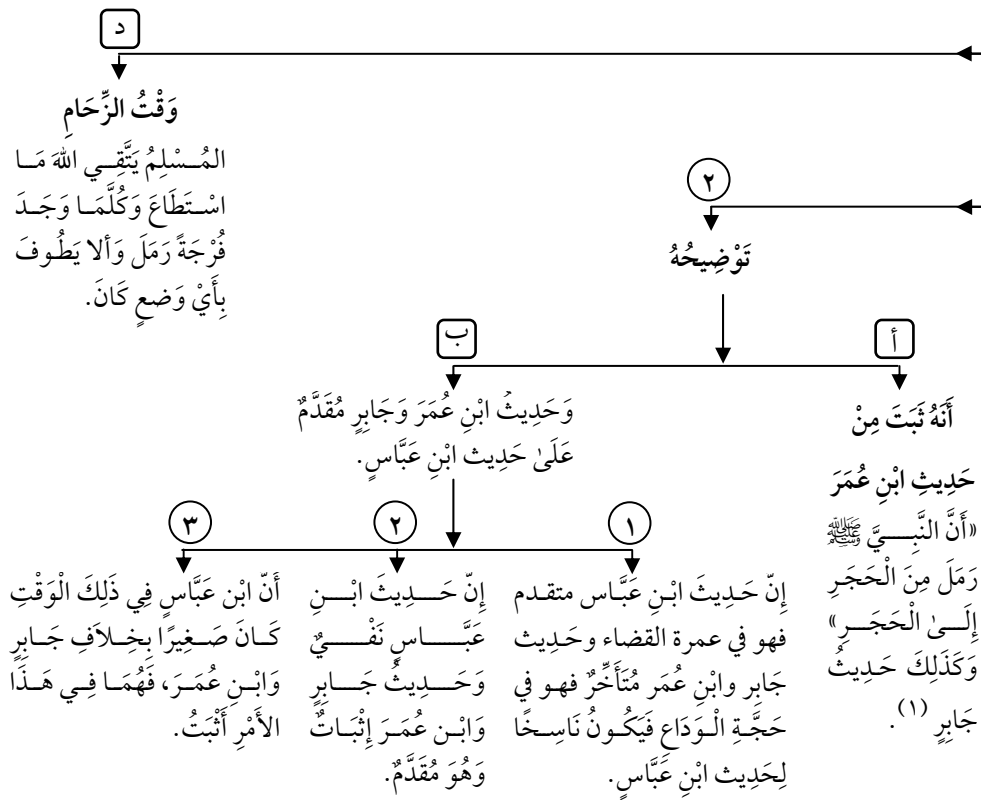 د
وَقْتُ الزِّحَامِ
المُسْلِمُ يَتَّقِي اللهَ مَا
اسْتَطَاعَ وَكُلَّمَا وَجَدَ
فُرْجَةً رَمَلَ وَألا يَطُوفَ
بِأَيْ وَضعٍ كَانَ.
٢
تَوْضِيحُهُ
أ
أَنَهُ ثَبَتَ مِنْ
حَدِيثِ ابْنِ عُمَرَ
«أَنَّ النَّبِيَّ ﷺ
رَمَلَ مِنَ الْحَجَرِ
إِلَىٰ الْحَجَرِ»
وَكَذَلِكَ حَدِيثُ
جَابِرٍ (١).
ب
وَحَدِيثُ ابْنِ عُمَرَ وَجَابِرٍ مُقَدَّمٌ
عَلَىٰ حَدِيث ابْنِ عَبَّاسٍ.
١
إِنّ حَدِيثَ ابْنِ عَبَّاس متقدم
فهو في عمرة القضاء وحَدِيث
جَابِر وابْنِ عُمَر مُتَأَخِّرٌ فهو في
حَجَّةِ الْوَدَاعِ فَيَكُونُ نَاسِخًا
لِحَدِيث ابْنِ عَبَّاسٍ.
٢
إِنّ حَدِيثَ ابْنِ
عَبَّاسٍ نَفْيٌ
وَحَدِيثُ جَابِر
وَابْن عُمَرَ إِثْبَاتٌ
وَهُوَ مُقَدَّمٌ.
٣
أَنّ ابْن عَبَّاسٍ فِي ذَلِكَ الْوَقْتِ
كَانَ صَغِيرًا بِخِلاَفِ جَابِرٍ
وَابْنِ عُمَرَ، فَهُمَا فِي هَذَا
الأَمْرِ أَثْبَتُ.